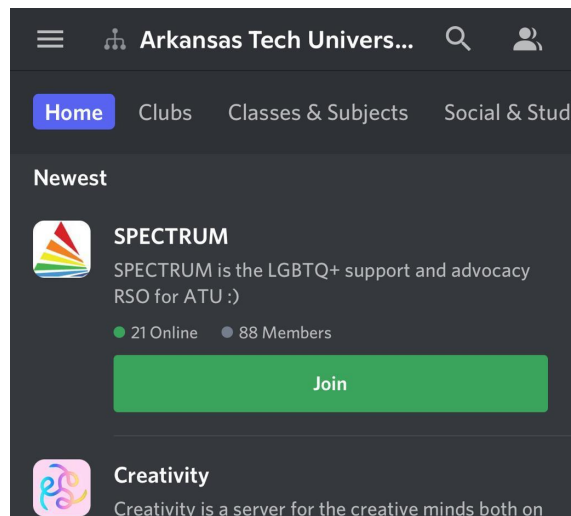 Arkansas Tech Univers...
Home Clubs Classes & Subjects Social & Stud
Newest
SPECTRUM
SPECTRUM is the LGBTQ+ support and advocacy
RSO for ATU :)
21 Online 88 Members
Join
Creativity
Creativity is a server for the creative minds both on